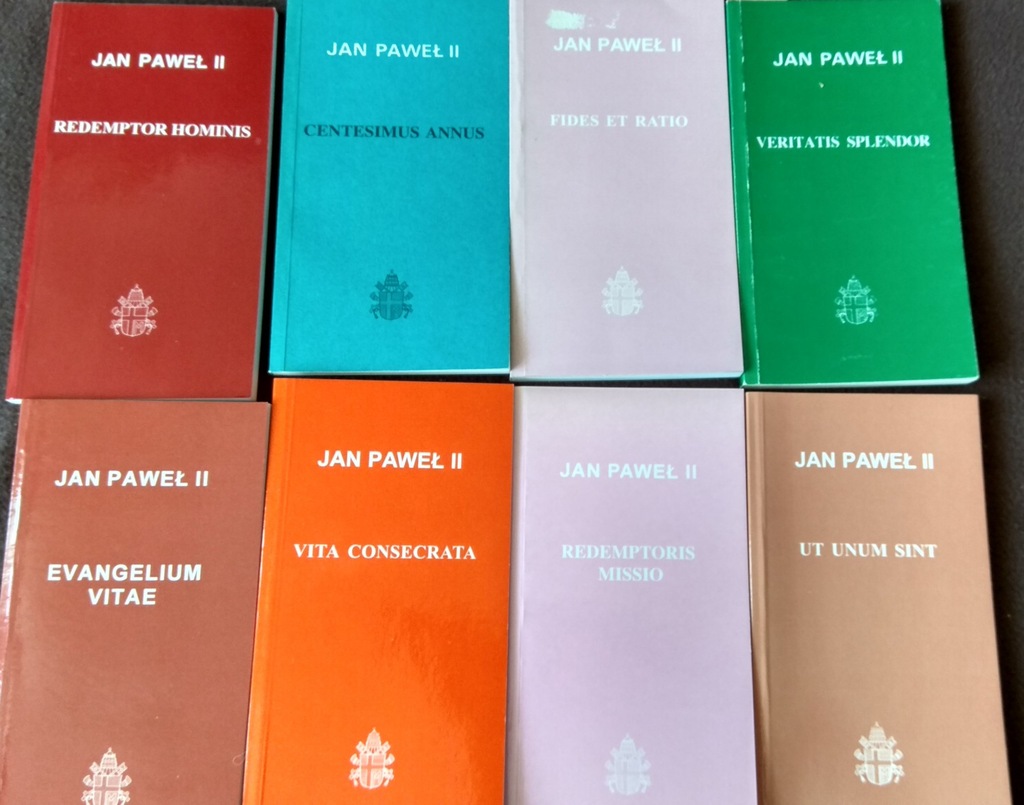 JAN PAWEŁ II
REDEMPTOR HOMINIS
JAN PAWEŁ II
CENTESIMUS ANNUS
JAN PAWEŁ II
FIDES ET RATIO
JAN PAWEŁ II
VERITATIS SPLENDOR
JAN PAWEŁ II
EVANGELIUM
VITAE
JAN PAWEŁ II
VITA CONSECRATA
JAN PAWEŁ II
REDEMPTORIS
MISSIO
JAN PAWEŁ II
UT UNUM SINT